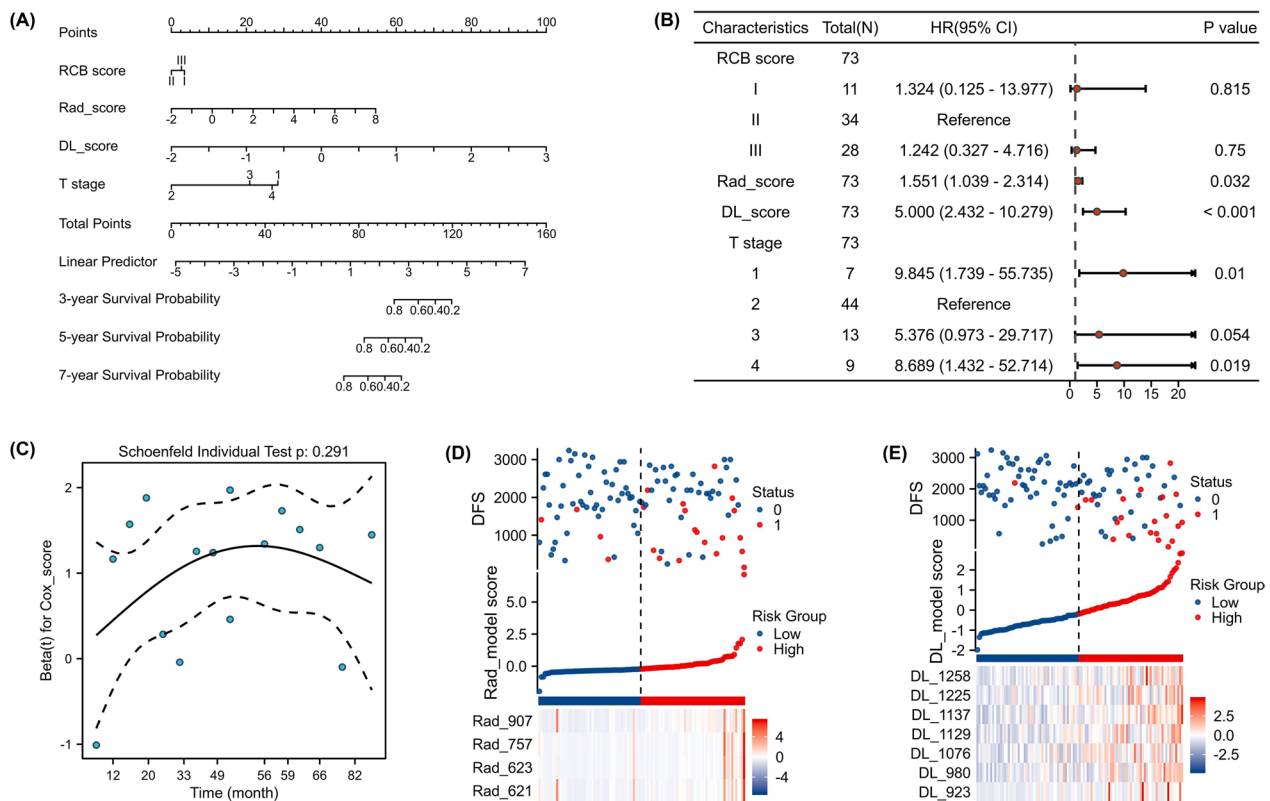 (A)
Points 0 20 40 60 80 100
RCB score
III
II I
Rad_score
-2 0 2 4 6 8
DL_score
-2 -1 0 1 2 3
T stage
3 1
2 4
Total Points
0 40 80 120 160
Linear Predictor
-5 -3 -1 1 3 5 7
3-year Survival Probability
0.8 0.60.40.2
5-year Survival Probability
0.8 0.60.40.2
7-year Survival Probability
0.8 0.60.40.2
(B)
Characteristics Total(N) HR(95% CI) P value
RCB score 73
I 11 1.324 (0.125 - 13.977) 0.815
II 34 Reference
III 28 1.242 (0.327 - 4.716) 0.75
Rad_score 73 1.551 (1.039 - 2.314) 0.032
DL_score 73 5.000 (2.432 - 10.279) < 0.001
T stage 73
1 7 9.845 (1.739 - 55.735) 0.01
2 44 Reference
3 13 5.376 (0.973 - 29.717) 0.054
4 9 8.689 (1.432 - 52.714) 0.019
0 5 10 15 20
(C)
Schoenfeld Individual Test p: 0.291
Beta(t) for Cox_score
2
1
0
-1
12 20 33 49 56 59 66 82
Time (month)
(D)
DFS
3000
2000
1000
Status
0
1
Rad_model score
5.0
2.5
0.0
Risk Group
Low
High
Rad_907
Rad_757
Rad_623
Rad_621
4
0
-4
(E)
DFS
3000
2000
1000
Status
0
1
DL_model score
2
1
0
-1
-2
Risk Group
Low
High
DL_1258
DL_1225
DL_1137
DL_1129
DL_1076
DL_980
DL_923
2.5
0.0
-2.5